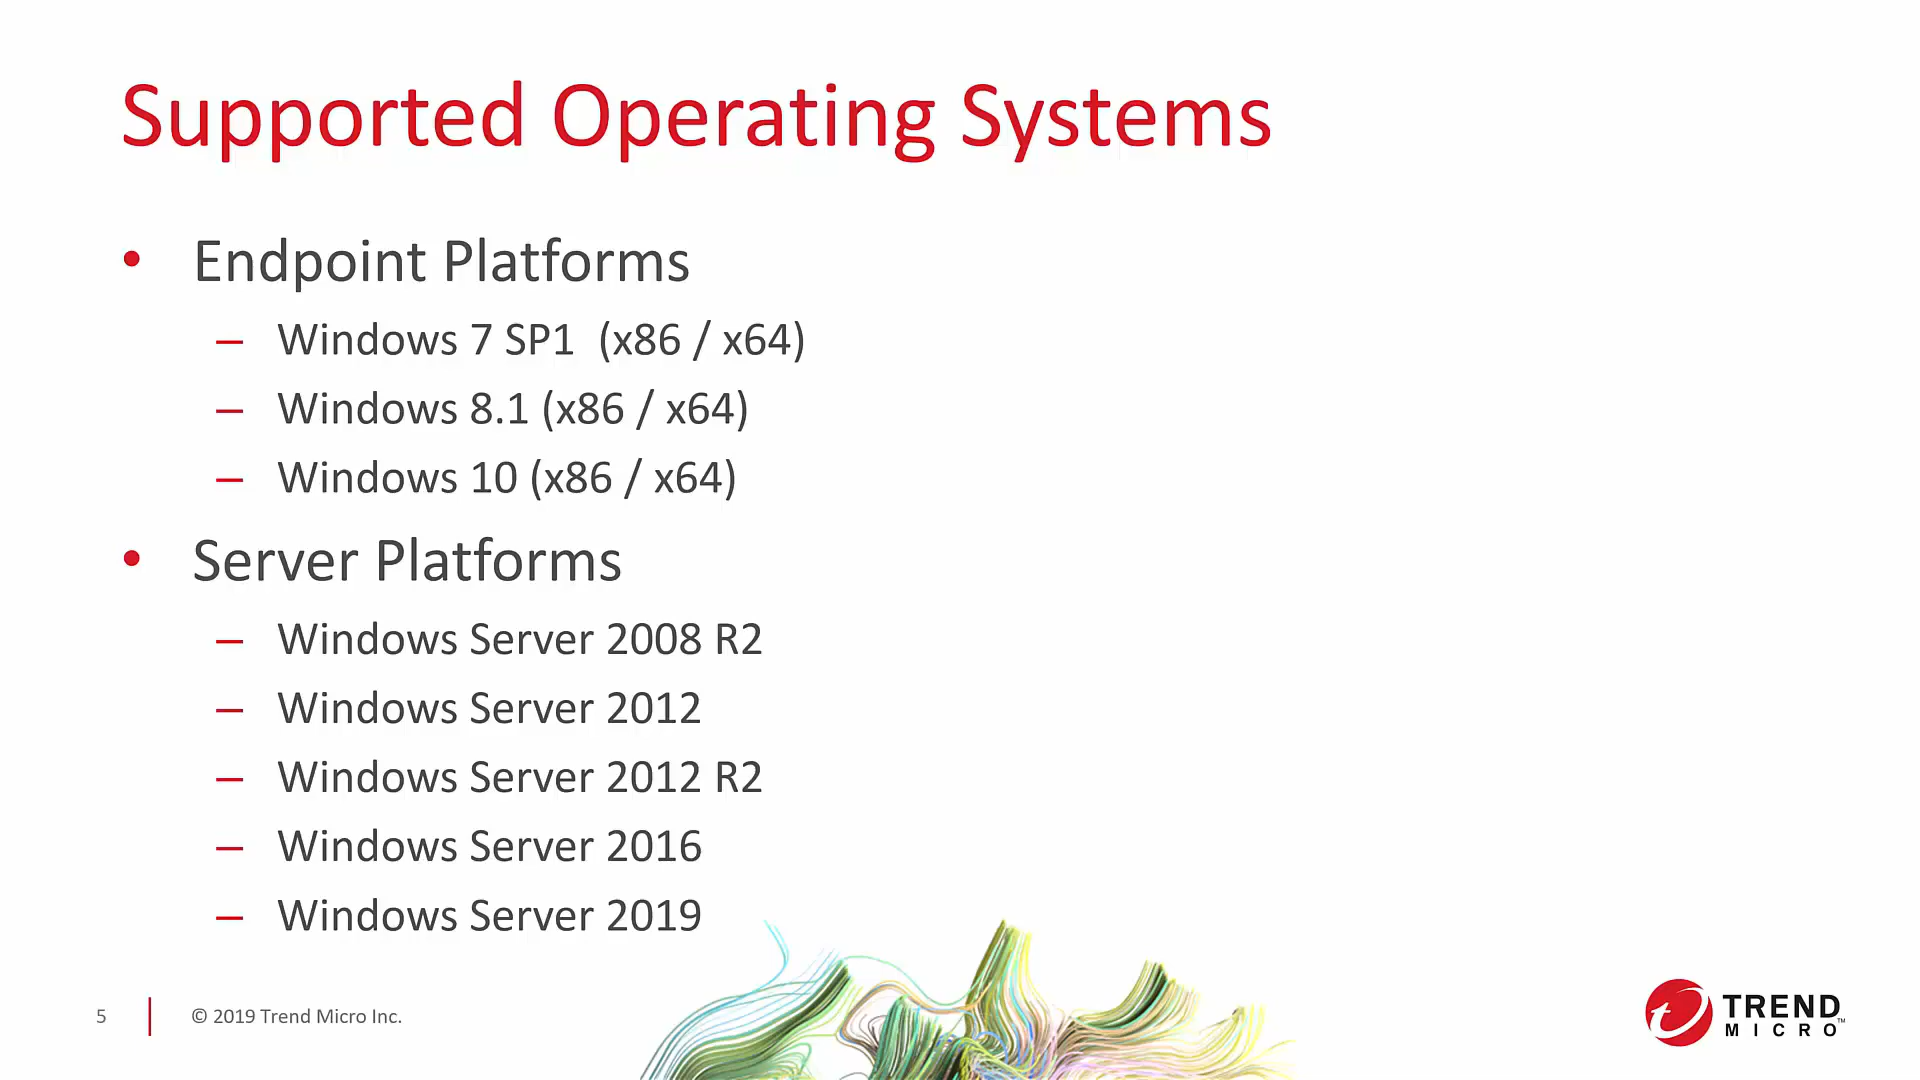 Supported Operating Systems
• Endpoint Platforms
– Windows 7 SP1  (x86 / x64)
– Windows 8.1 (x86 / x64)
– Windows 10 (x86 / x64)
• Server Platforms
– Windows Server 2008 R2
– Windows Server 2012
– Windows Server 2012 R2
– Windows Server 2016
– Windows Server 2019
5
© 2019 Trend Micro Inc.
TREND
MICRO™